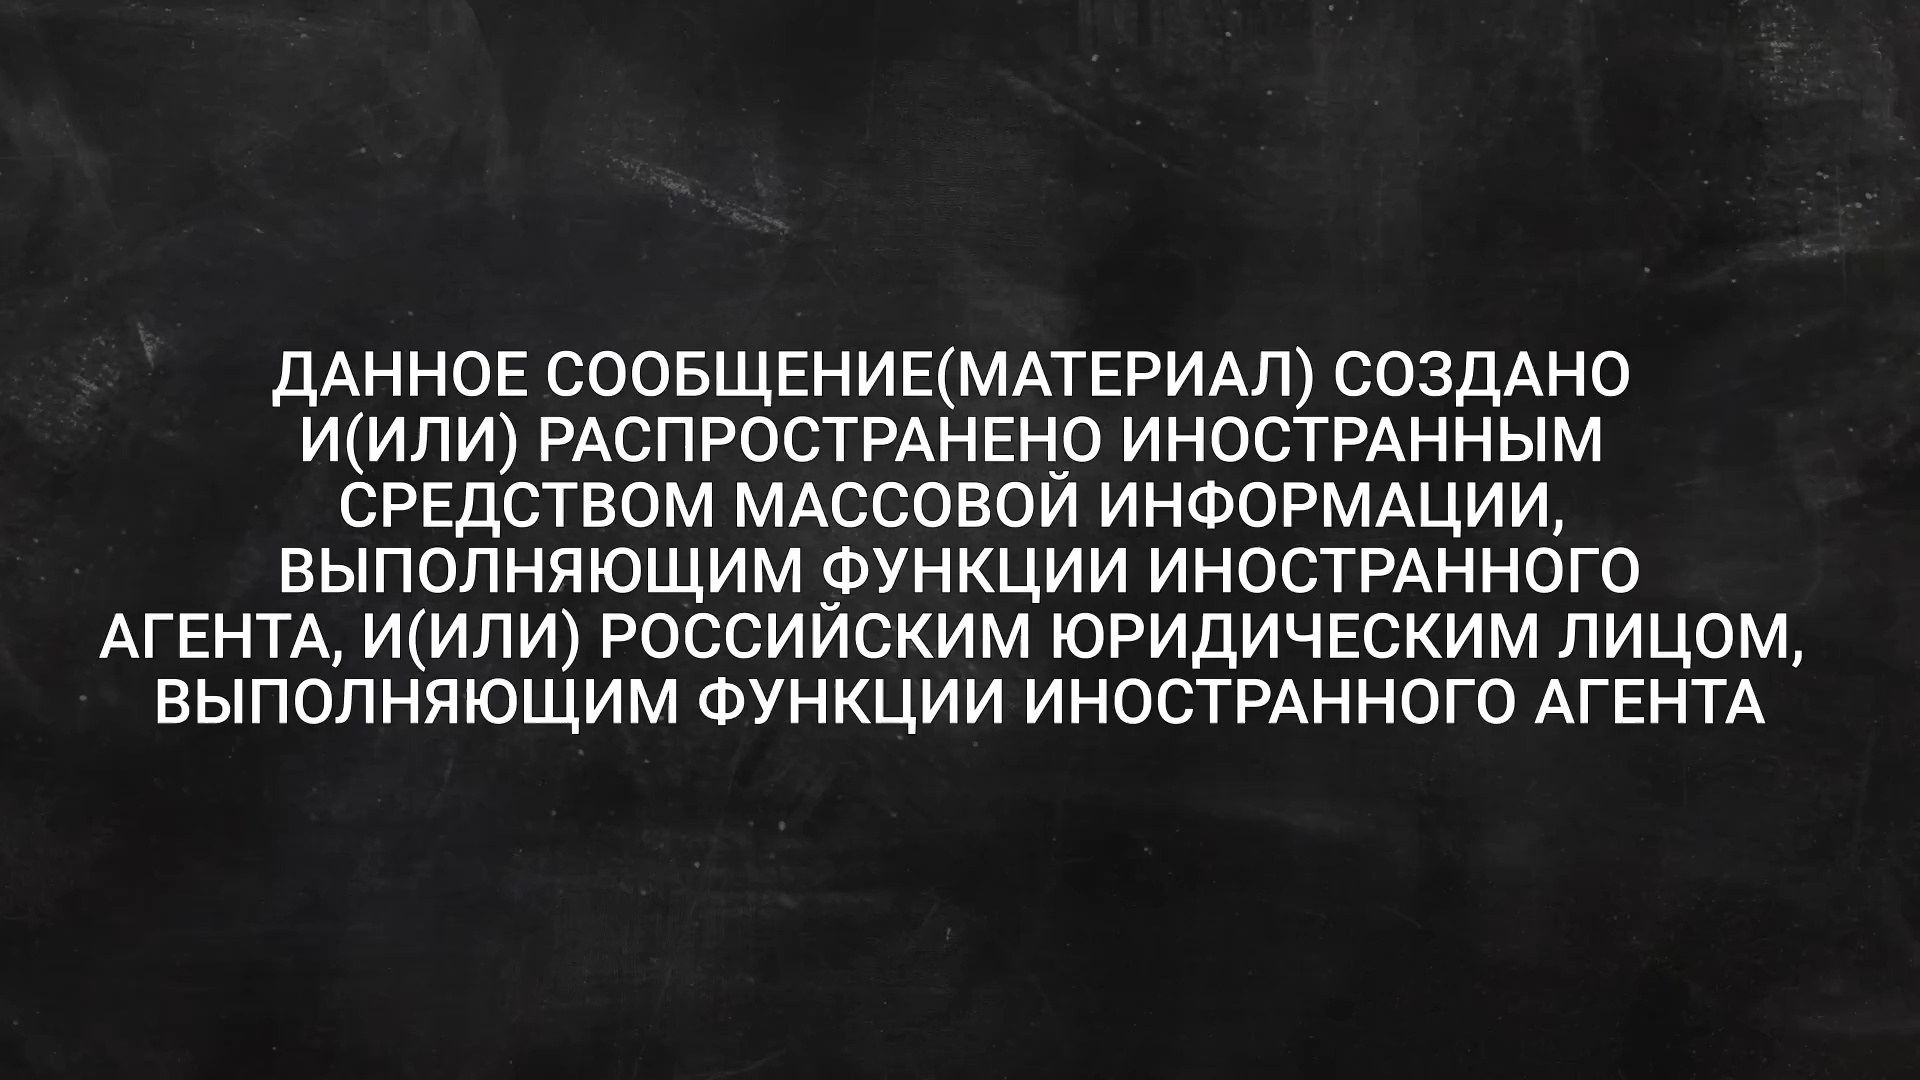 ДАННОЕ СООБЩЕНИЕ(МАТЕРИАЛ) СОЗДАНО
И(ИЛИ) РАСПРОСТРАНЕНО ИНОСТРАННЫМ
СРЕДСТВОМ МАССОВОЙ ИНФОРМАЦИИ,
ВЫПОЛНЯЮЩИМ ФУНКЦИИ ИНОСТРАННОГО
АГЕНТА, И(ИЛИ) РОССИЙСКИМ ЮРИДИЧЕСКИМ ЛИЦОМ,
ВЫПОЛНЯЮЩИМ ФУНКЦИИ ИНОСТРАННОГО АГЕНТА